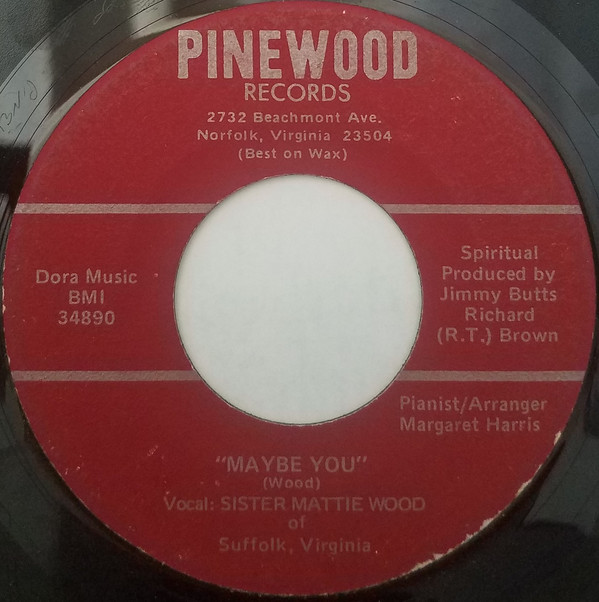 PINEWOOD
RECORDS
2732 Beachmont Ave.
Norfolk, Virginia 23504
(Best on Wax)
Dora Music
BMI
34890
Spiritual
Produced by
Jimmy Butts
Richard
(R.T.) Brown
Pianist/Arranger
Margaret Harris
"MAYBE YOU"
(Wood)
Vocal: SISTER MATTIE WOOD
of
Suffolk, Virginia